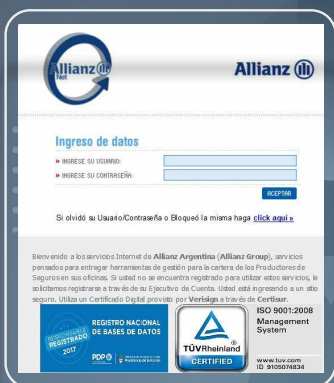 Allianz
Net
Allianz
Ingreso de datos
» INGRESE SU USUARIO:
» INGRESE SU CONTRASEÑA:
ACEPTAR
Si olvidó su Usuario/Contraseña o Bloqueó la misma haga click aquí »
Bienvenido a los servicios Internet de Allianz Argentina (Allianz Group), servicios
pensados para entregar herramientas de gestión para la cartera de los Productores de
Seguros en sus oficinas. Si usted no se encuentra registrado para utilizar estos servicios, le
solicitamos registrarse a través de su Ejecutivo de Cuenta. Usted está ingresando a un sitio
seguro. Utiliza un Certificado Digital provisto por Verisign a través de Certisur.
RESPONSABLE
REGISTRADO
2017
REGISTRO NACIONAL
DE BASES DE DATOS
PDP
TÜVRheinland
CERTIFIED
ISO 9001:2008
Management
System
www.tuv.com
ID 9105074834